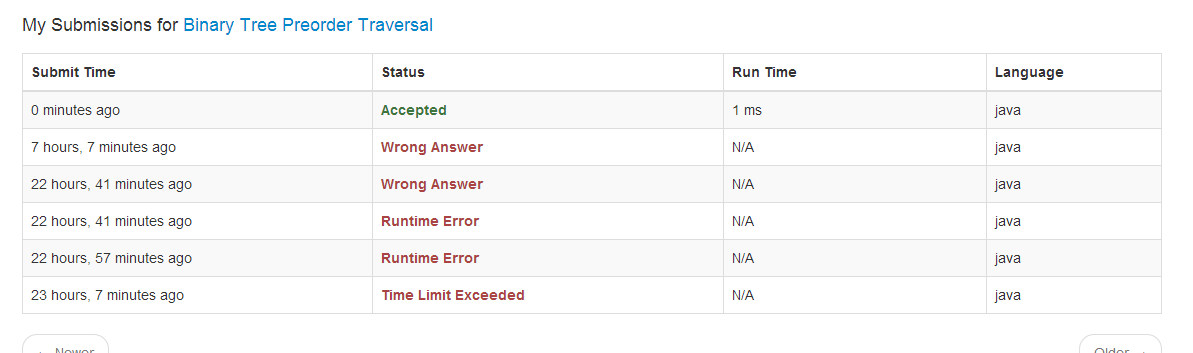 My Submissions for Binary Tree Preorder Traversal
Submit Time Status Run Time Language
0 minutes ago Accepted 1 ms java
7 hours, 7 minutes ago Wrong Answer N/A java
22 hours, 41 minutes ago Wrong Answer N/A java
22 hours, 41 minutes ago Runtime Error N/A java
22 hours, 57 minutes ago Runtime Error N/A java
23 hours, 7 minutes ago Time Limit Exceeded N/A java
← Newer Older →